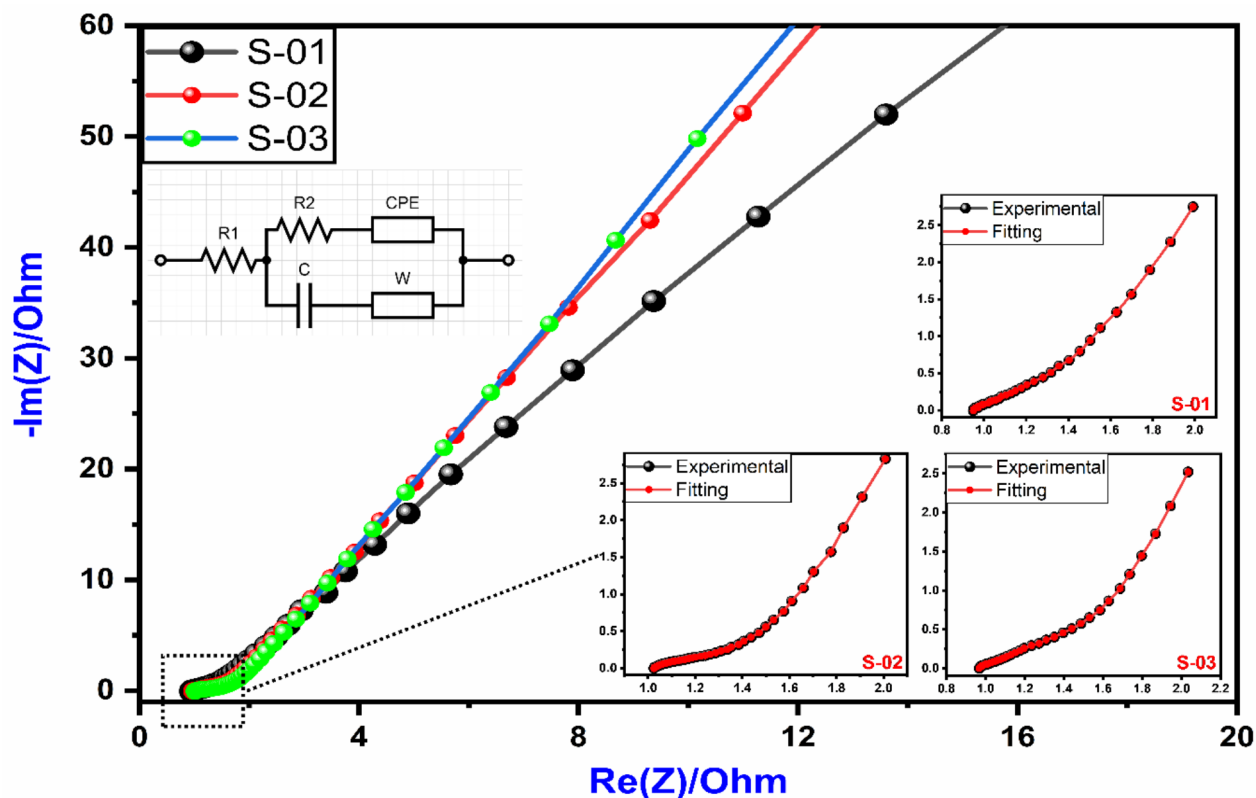 -Im(Z)/Ohm
60
50
40
30
20
10
0
0
4
8
12
16
20
Re(Z)/Ohm
S-01
S-02
S-03
R1
R2
CPE
C
W
Experimental
Fitting
2.5
2.0
1.5
1.0
0.5
0.0
0.8 1.0 1.2 1.4 1.6 1.8 2.0
S-01
Experimental
Fitting
2.5
2.0
1.5
1.0
0.5
0.0
1.0 1.2 1.4 1.6 1.8 2.0
S-02
Experimental
Fitting
2.5
2.0
1.5
1.0
0.5
0.0
0.8 1.0 1.2 1.4 1.6 1.8 2.0 2.2
S-03